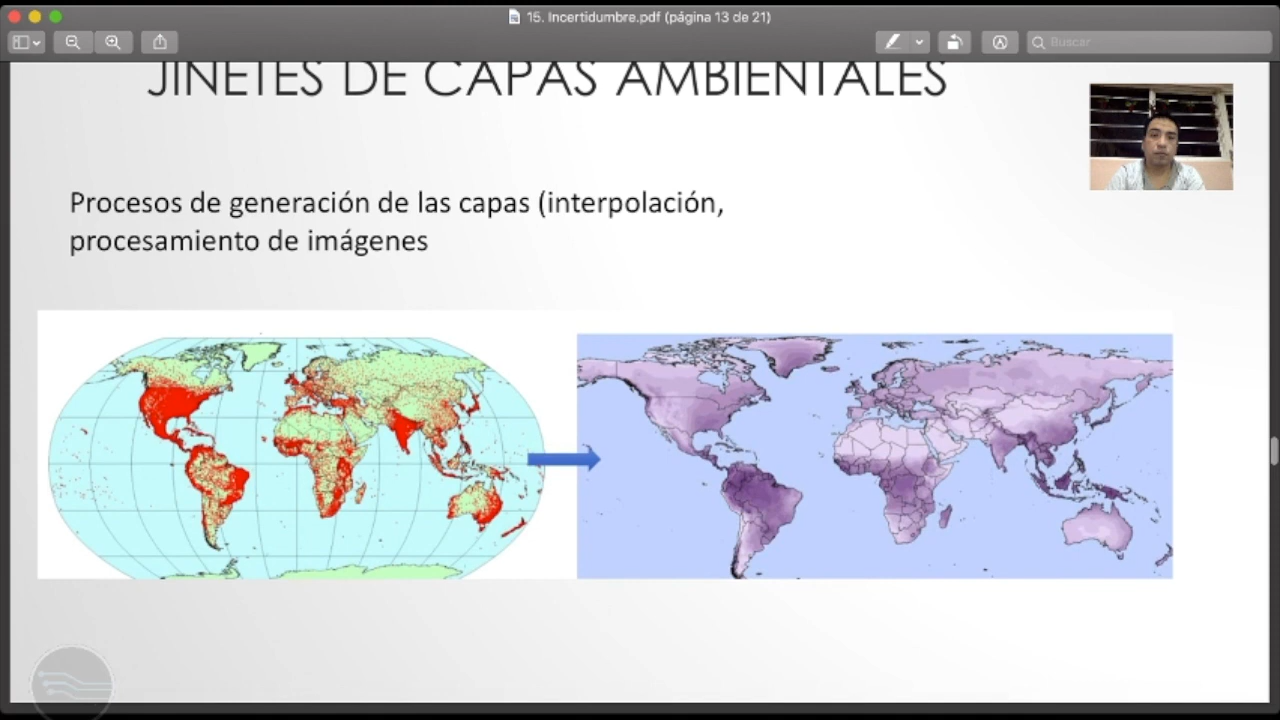 15. Incertidumbre.pdf (página 13 de 21)
Buscar
JINETES DE CAPAS AMBIENTALES
Procesos de generación de las capas (interpolación,
procesamiento de imágenes